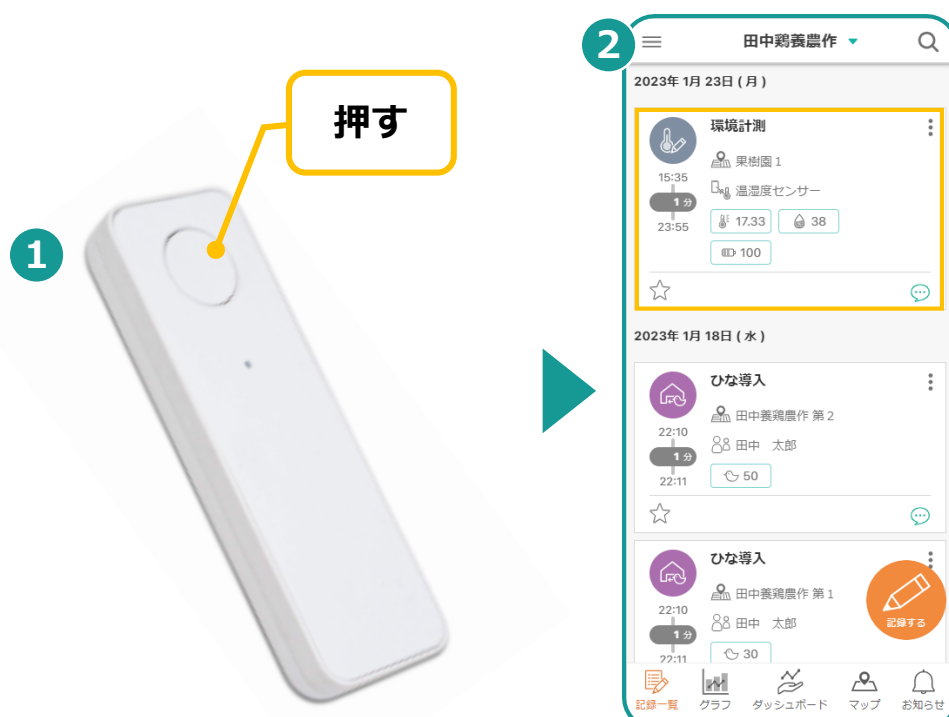 1
押す
2
田中鶏養農作
2023年 1月 23日 ( 月 )
環境計測
果樹園 1
15:35
温湿度センサー
1 分
17.33
38
23:55
100
2023年 1月 18日 ( 水 )
ひな導入
田中養鶏農作 第 2
22:10
田中 太郎
1 分
50
22:11
ひな導入
田中養鶏農作 第 1
22:10
田中 太郎
記録する
1 分
30
22:11
記録一覧
グラフ
ダッシュボード
マップ
お知らせ